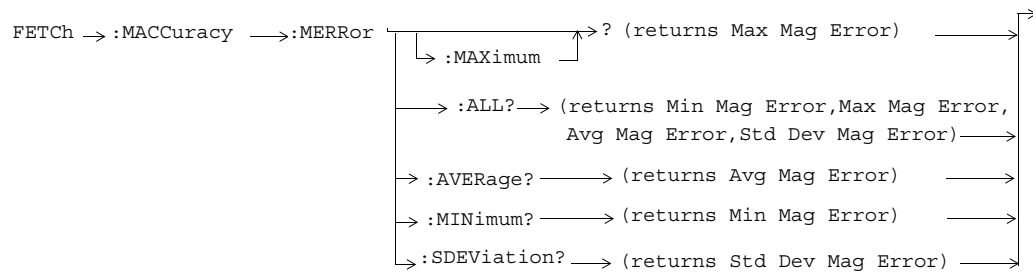 FETCh :MACCuracy :MERRor ? (returns Max Mag Error)
:MAXimum
:ALL? (returns Min Mag Error,Max Mag Error,
Avg Mag Error,Std Dev Mag Error)
:AVERage? (returns Avg Mag Error)
:MINimum? (returns Min Mag Error)
:SDEViation? (returns Std Dev Mag Error)